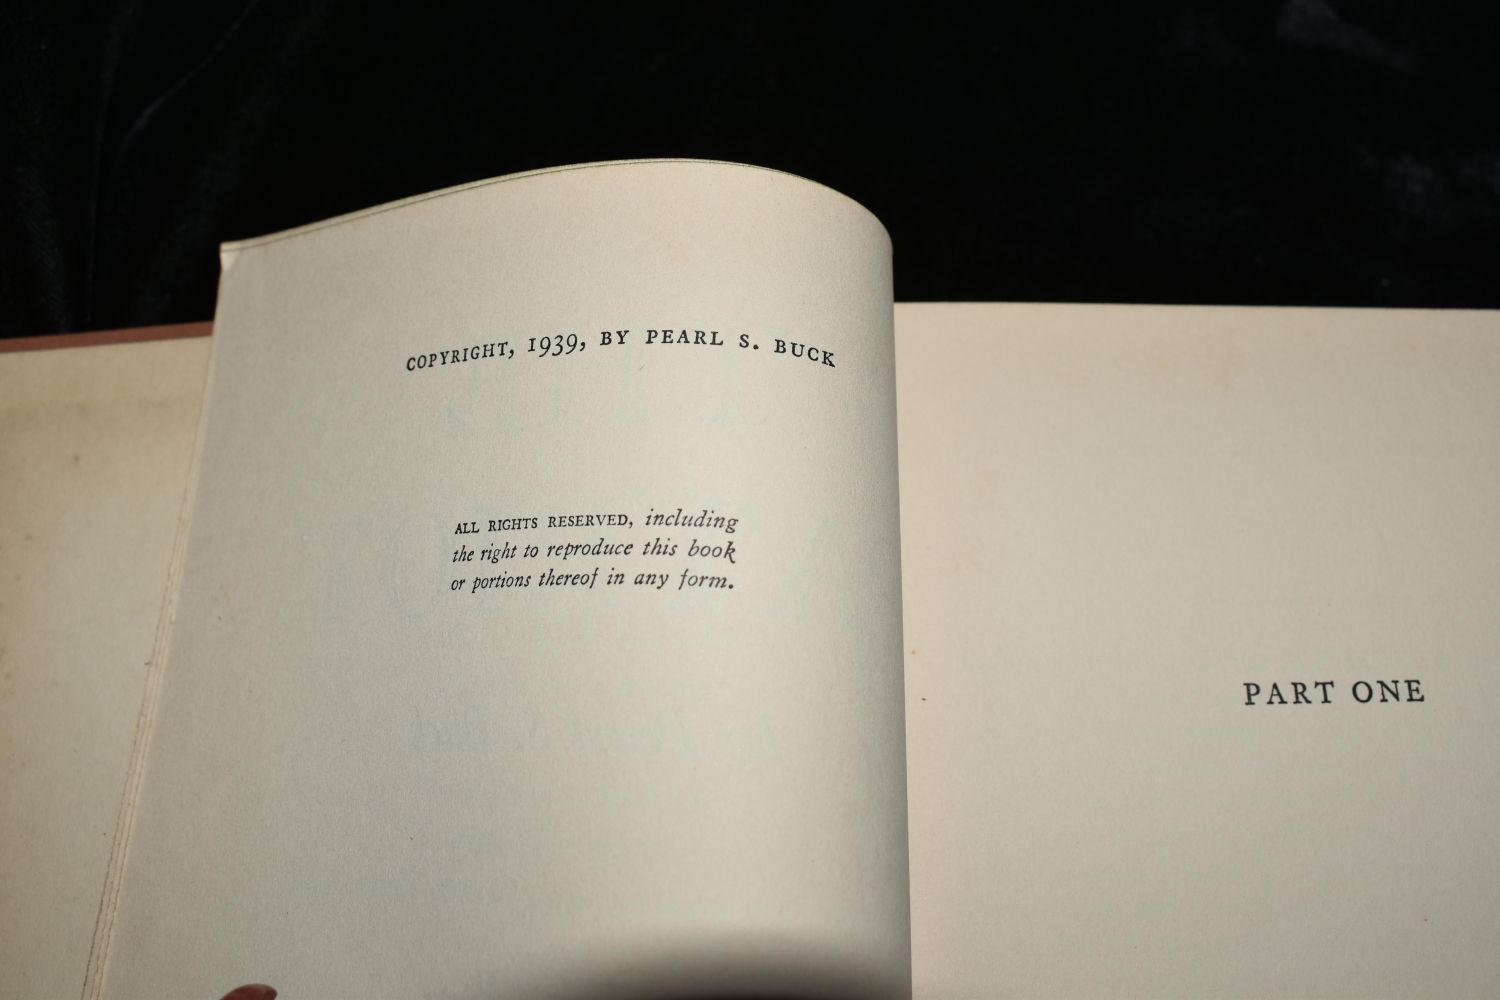 COPYRIGHT, 1939, BY PEARL S. BUCK
ALL RIGHTS RESERVED, including
the right to reproduce this book
or portions thereof in any form.
PART ONE